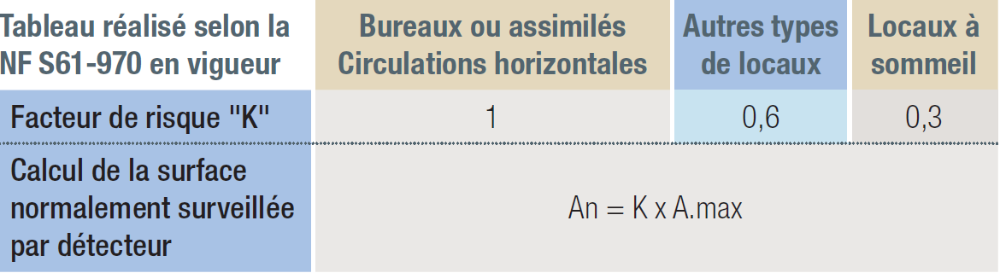 Tableau réalisé selon la
NF S61-970 en vigueur
Bureaux ou assimilés
Circulations horizontales
Autres types
de locaux
Locaux à
sommeil
Facteur de risque "K"
1
0,6
0,3
Calcul de la surface
normalement surveillée
par détecteur
An = K x A.max